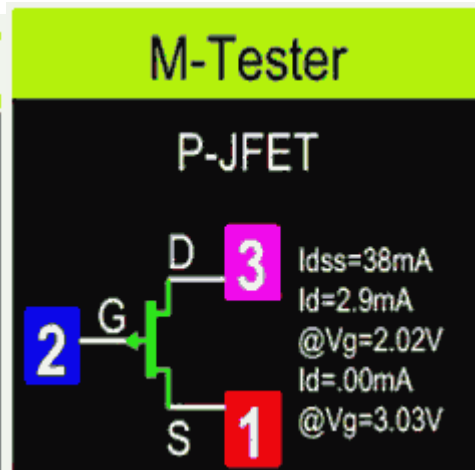 M-Tester
P-JFET
D
3
Idss=38mA
Id=2.9mA
2
G
@Vg=2.02V
Id=.00mA
S
1
@Vg=3.03V